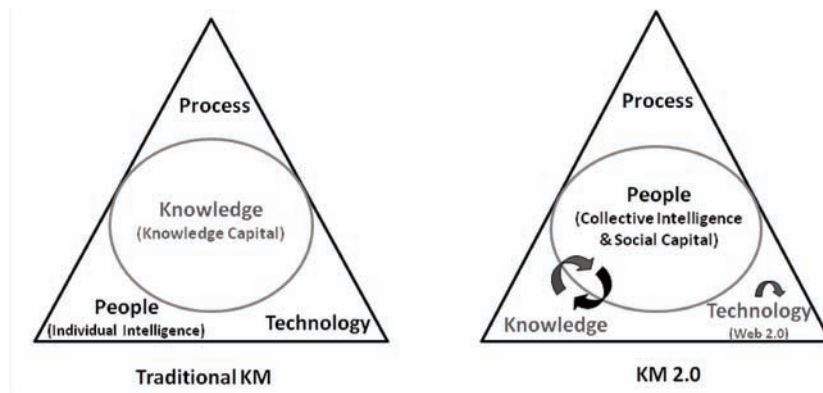 Process
Knowledge
(Knowledge Capital)
People
(Individual Intelligence)
Technology
Traditional KM
Process
People
(Collective Intelligence
& Social Capital)
Knowledge
Technology
(Web 2.0)
KM 2.0